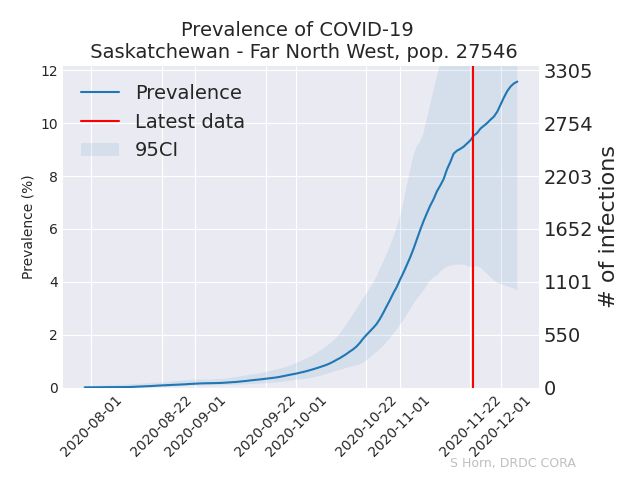 Prevalence of COVID-19
Saskatchewan - Far North West, pop. 27546
Prevalence
Latest data
95CI
Prevalence (%)
12
10
8
6
4
2
0
3305
2754
2203
1652
1101
550
0
# of infections
2020-08-01
2020-08-22
2020-09-01
2020-09-22
2020-10-01
2020-10-22
2020-11-01
2020-11-22
2020-12-01
S Horn, DRDC CORA